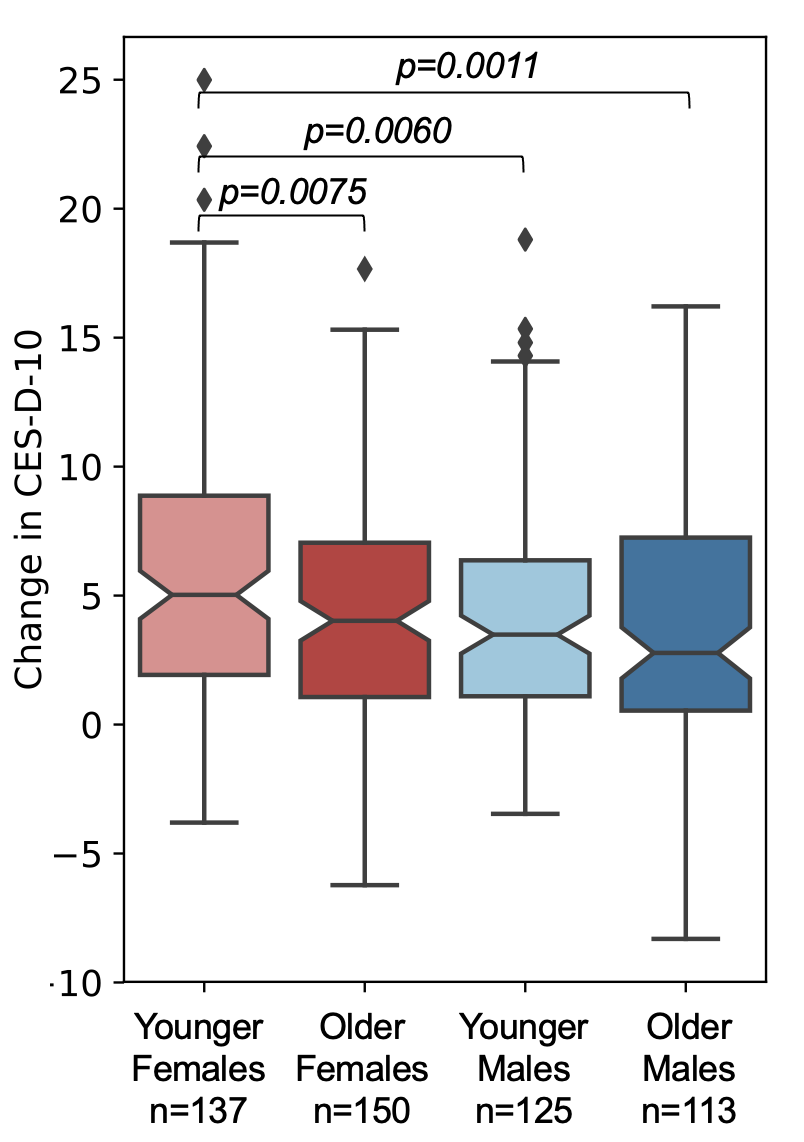 p=0.0011
p=0.0060
p=0.0075
Change in CES-D-10
25
20
15
10
5
0
−5
·10
Younger Females n=137
Older Females n=150
Younger Males n=125
Older Males n=113